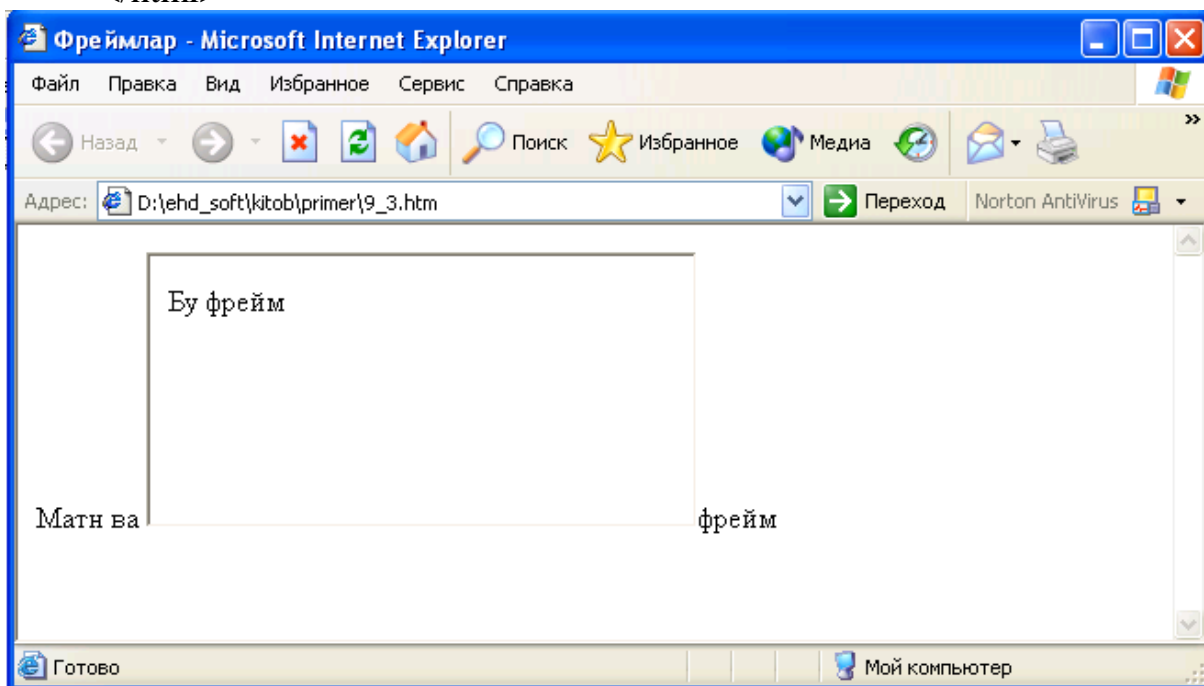 Фреймлар - Microsoft Internet Explorer
Файл Правка Вид Избранное Сервис Справка
Назад Поиск Избранное Медиа »
Адрес: D:\ehd_soft\kitob\primer\9_3.htm Переход Norton AntiVirus
Бу фрейм
Матн ва фрейм
Готово Мой компьютер